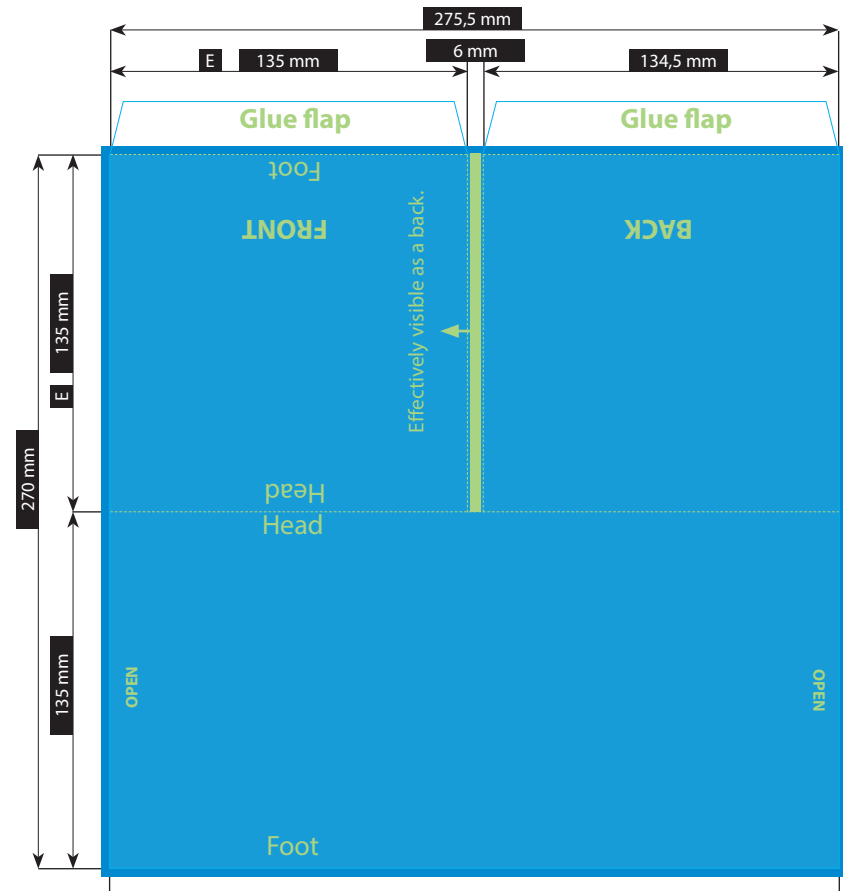 275,5 mm
6 mm
E
135 mm
134,5 mm
Glue flap
Glue flap
Foot
FRONT
BACK
Effectively visible as a back.
135 mm
E
270 mm
Head
Head
135 mm
OPEN
OPEN
Foot